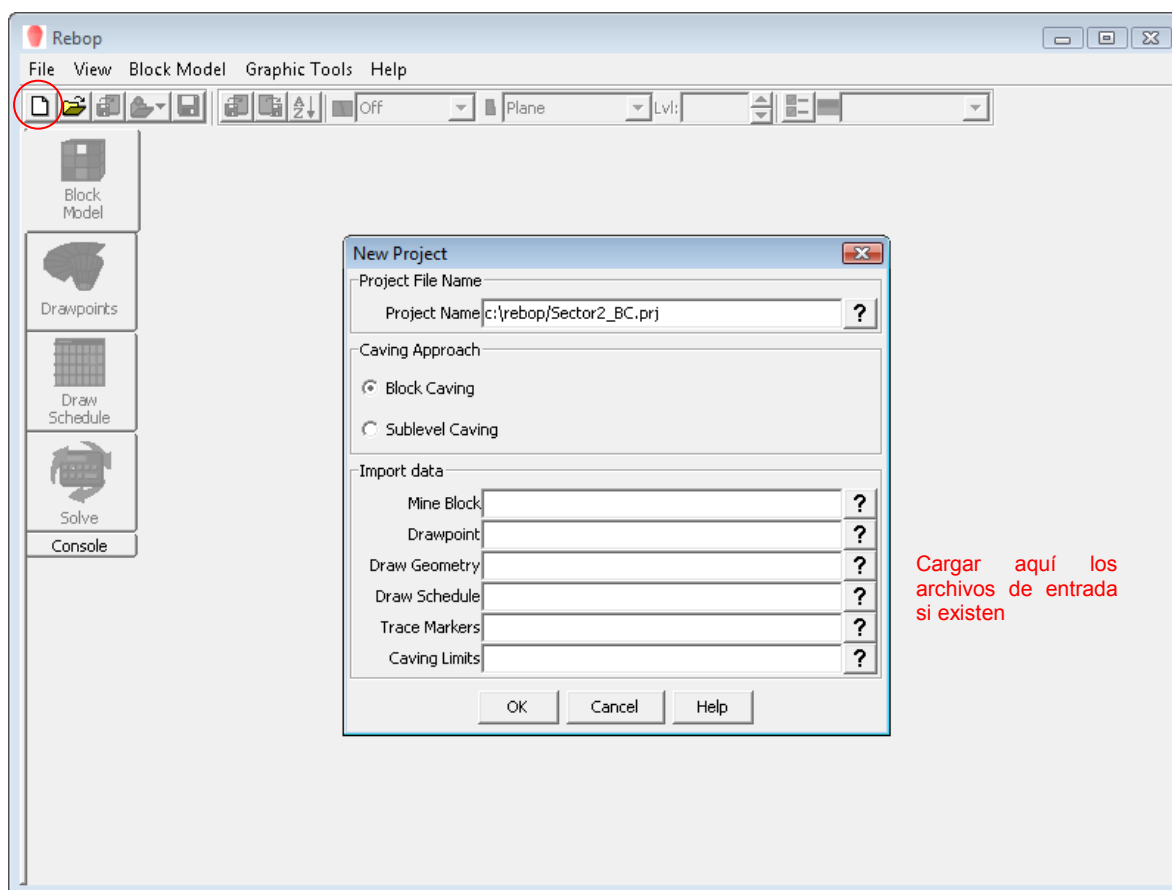 Rebop
File View Block Model Graphic Tools Help
Off Plane Lvl:
Block
Model
Drawpoints
Draw
Schedule
Solve
Console
New Project
Project File Name
Project Name c:\rebop/Sector2_BC.prj ?
Caving Approach
Block Caving
Sublevel Caving
Import data
Mine Block ?
Drawpoint ?
Draw Geometry ?
Draw Schedule ?
Trace Markers ?
Caving Limits ?
OK Cancel Help
Cargar aquí los
archivos de entrada
si existen